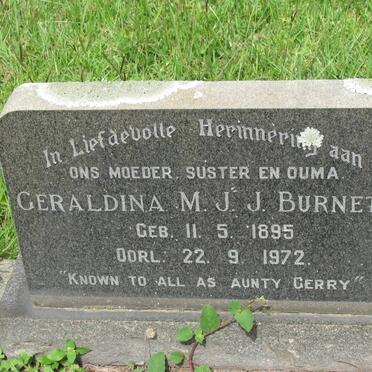 In Liefdevolle Herinnering aan
ONS MOEDER, SUSTER EN OUMA.
GERALDINA M. J. J. BURNET
GEB. 11. 5. 1895
OORL. 22. 9. 1972.
"KNOWN TO ALL AS AUNTY GERRY"